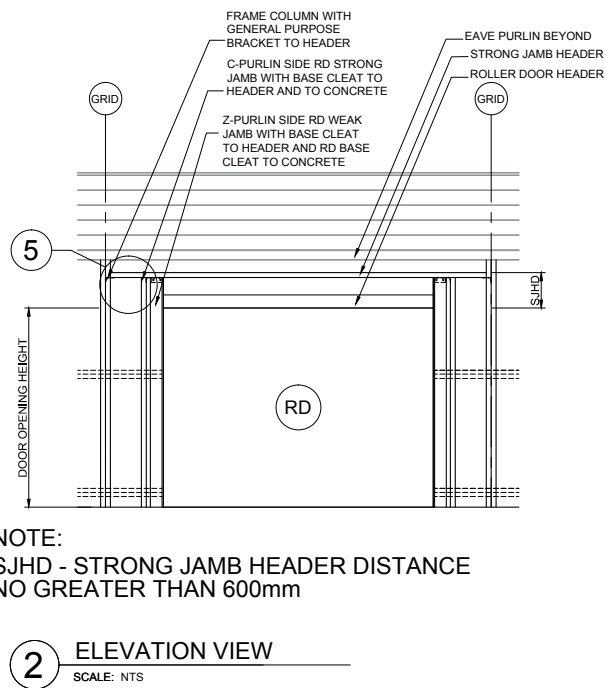 FRAME COLUMN WITH
GENERAL PURPOSE
BRACKET TO HEADER
C-PURLIN SIDE RD STRONG
JAMB WITH BASE CLEAT TO
HEADER AND TO CONCRETE
Z-PURLIN SIDE RD WEAK
JAMB WITH BASE CLEAT
TO HEADER AND RD BASE
CLEAT TO CONCRETE
EAVE PURLIN BEYOND
STRONG JAMB HEADER
ROLLER DOOR HEADER
GRID
GRID
5
SJHD
DOOR OPENING HEIGHT
RD
NOTE:
SJHD - STRONG JAMB HEADER DISTANCE
NO GREATER THAN 600mm
2
ELEVATION VIEW
SCALE: NTS